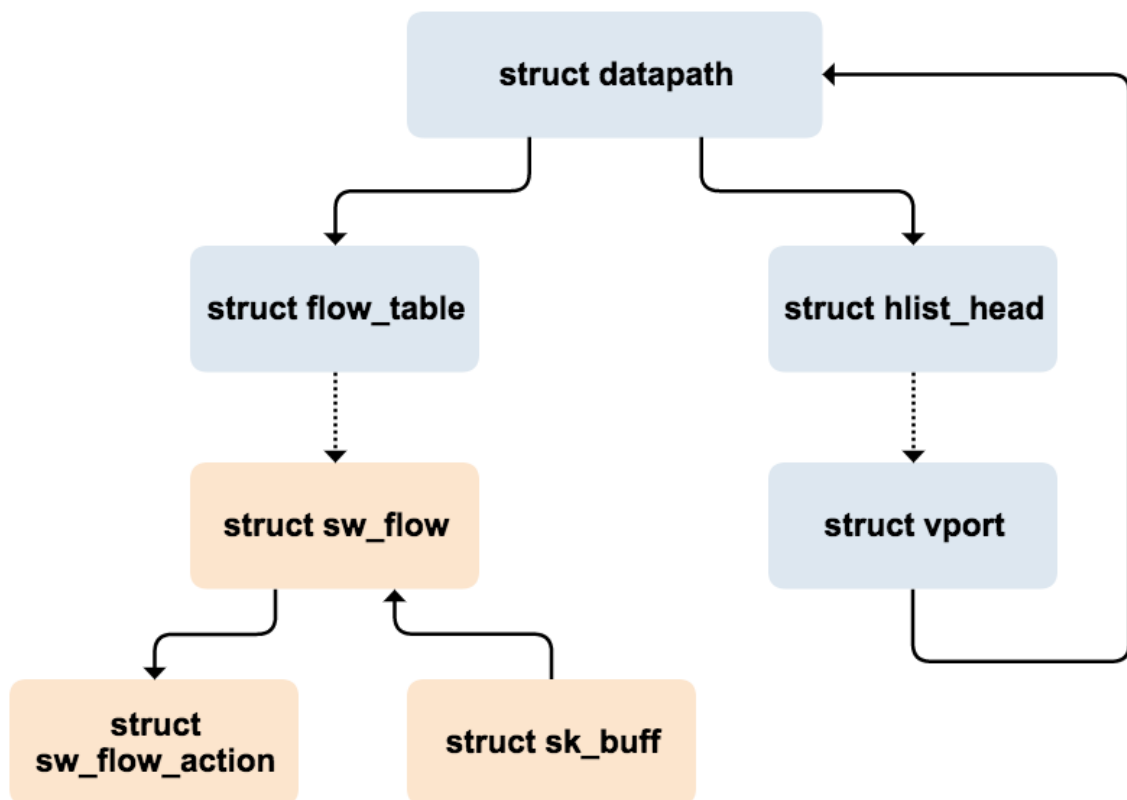 struct datapath
struct flow_table
struct hlist_head
struct sw_flow
struct vport
struct
sw_flow_action
struct sk_buff